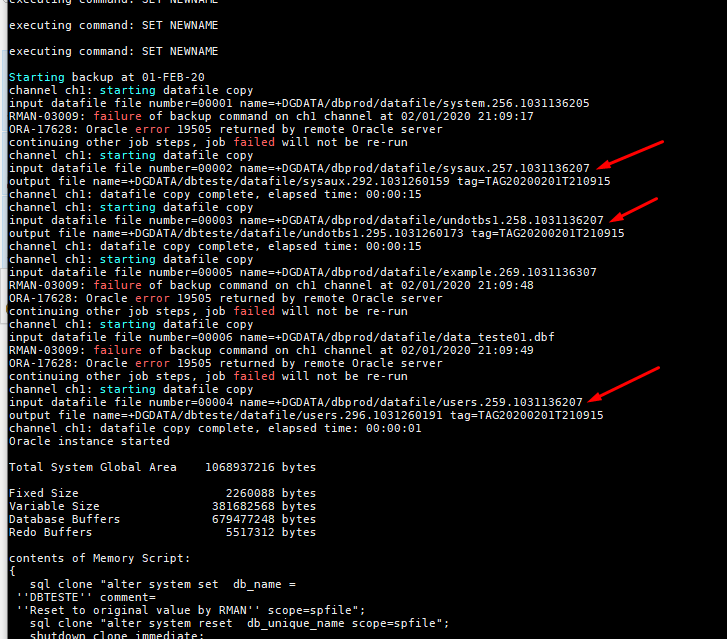 executing command: SET NEWNAME
executing command: SET NEWNAME
executing command: SET NEWNAME
Starting backup at 01-FEB-20
channel ch1: starting datafile copy
input datafile file number=00001 name=+DGDATA/dbprod/datafile/system.256.1031136205
RMAN-03009: failure of backup command on ch1 channel at 02/01/2020 21:09:17
ORA-17628: Oracle error 19505 returned by remote Oracle server
continuing other job steps, job failed will not be re-run
channel ch1: starting datafile copy
input datafile file number=00002 name=+DGDATA/dbprod/datafile/sysaux.257.1031136207
output file name=+DGDATA/dbteste/datafile/sysaux.292.1031260159 tag=TAG20200201T210915
channel ch1: datafile copy complete, elapsed time: 00:00:15
channel ch1: starting datafile copy
input datafile file number=00003 name=+DGDATA/dbprod/datafile/undotbs1.258.1031136207
output file name=+DGDATA/dbteste/datafile/undotbs1.295.1031260173 tag=TAG20200201T210915
channel ch1: datafile copy complete, elapsed time: 00:00:15
channel ch1: starting datafile copy
input datafile file number=00005 name=+DGDATA/dbprod/datafile/example.269.1031136307
RMAN-03009: failure of backup command on ch1 channel at 02/01/2020 21:09:48
ORA-17628: Oracle error 19505 returned by remote Oracle server
continuing other job steps, job failed will not be re-run
channel ch1: starting datafile copy
input datafile file number=00006 name=+DGDATA/dbprod/datafile/data_teste01.dbf
RMAN-03009: failure of backup command on ch1 channel at 02/01/2020 21:09:49
ORA-17628: Oracle error 19505 returned by remote Oracle server
continuing other job steps, job failed will not be re-run
channel ch1: starting datafile copy
input datafile file number=00004 name=+DGDATA/dbprod/datafile/users.259.1031136207
output file name=+DGDATA/dbteste/datafile/users.296.1031260191 tag=TAG20200201T210915
channel ch1: datafile copy complete, elapsed time: 00:00:01
Oracle instance started
Total System Global Area    1068937216 bytes
Fixed Size                     2260088 bytes
Variable Size                381682568 bytes
Database Buffers             679477248 bytes
Redo Buffers                   5517312 bytes
contents of Memory Script:
{
sql clone "alter system set  db_name =
''DBTESTE'' comment=
''Reset to original value by RMAN'' scope=spfile";
sql clone "alter system reset  db_unique_name scope=spfile";
shutdown clone immediate;